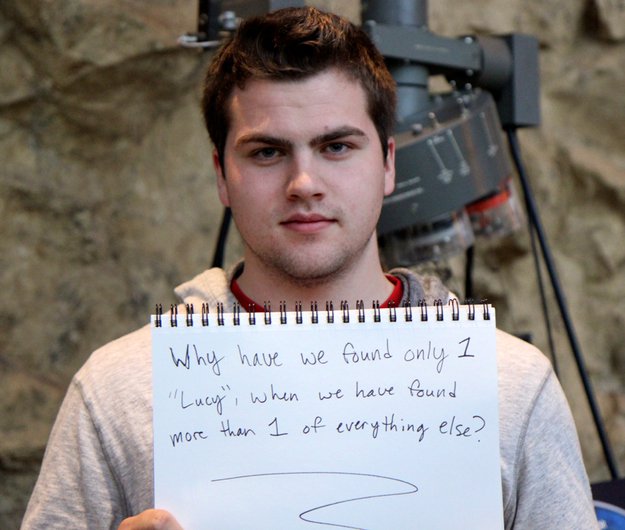 Why have we found only 1
"Lucy", when we have found
more than 1 of everything else?